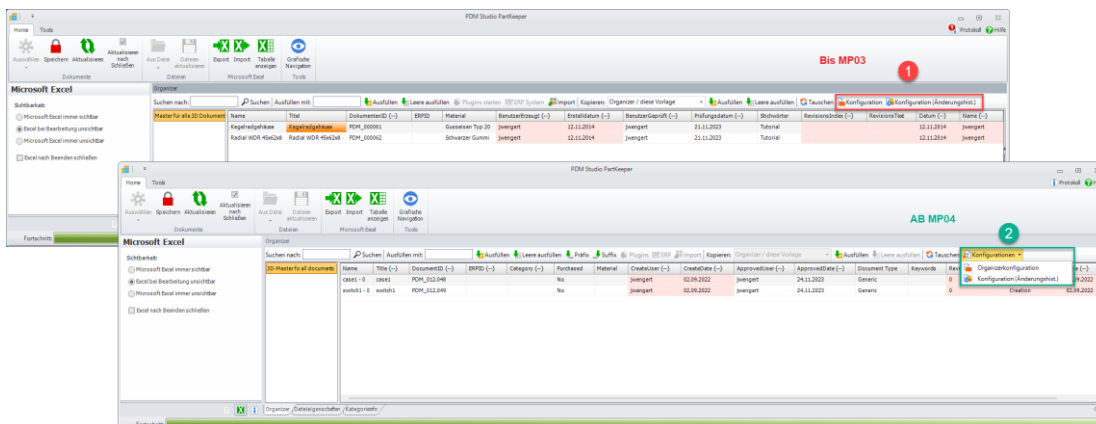 PDM Studio PartKeeper
Home Tools
Protokoll Hilfe
Auswählen Speichern Aktualisieren Aktualisieren nach Schließen Aus Datei Dateien aktualisieren Export Import Tabelle anzeigen Grafische Navigation
Dokumente Dateien Microsoft Excel Tools
Bis MP03
1
Microsoft Excel
Organizer
Sichtbarkeit:
Microsoft Excel immer sichtbar
Excel bei Bearbeitung unsichtbar
Microsoft Excel immer unsichtbar
Excel nach Beenden schließen
Suchen nach: Suchen Ausfüllen mit: Ausfüllen Leere ausfüllen Plugins starten ERP System Import Kopieren: Organizer / diese Vorlage Ausfüllen Leere ausfüllen Tauschen Konfiguration Konfiguration (Änderungshist.)
Master für alle 3D Dokument Name Titel DokumentenID (--) ERPID Material BenutzerErzeugt (--) Erstelldatum (--) BenutzerGeprüft (--) Prüfungsdatum (--) Stichwörter RevisionsIndex (--) RevisionsText Datum (--) Name (--)
Kegelradgehäuse Kegelradgehäuse PDM_000061 Gusseisen Typ 20 jwengert 12.11.2014 jwengert 21.11.2023 Tutorial 12.11.2014 jwengert
Radial WDR 45x62x8 Radial WDR 45x62x8 PDM_000062 Schwarzer Gummi jwengert 12.11.2014 jwengert 21.11.2023 Tutorial 12.11.2014 jwengert
Fortschritt:
PDM Studio PartKeeper
Home Tools
Protokoll
Auswählen Speichern Aktualisieren Aktualisieren nach Schließen Aus Datei Dateien aktualisieren Export Import Tabelle anzeigen Grafische Navigation
Dokumente Dateien Microsoft Excel Tools
AB MP04
2
Microsoft Excel
Organizer
Sichtbarkeit:
Microsoft Excel immer sichtbar
Excel bei Bearbeitung unsichtbar
Microsoft Excel immer unsichtbar
Excel nach Beenden schließen
Suchen nach: Suchen Ausfüllen mit: Ausfüllen Leere ausfüllen Präfix Suffix Plugins ERP Import Kopieren: Organizer / diese Vorlage Ausfüllen Leere ausfüllen Tauschen Konfigurationen
Organizerkonfiguration
Konfiguration (Änderungshist.)
3D-Master fo all documents Name Title (--) DocumentID (--) ERPID (--) Category (--) Purchased Material CreateUser (--) CreateDate (--) ApprovedUser (--) ApprovedDate (--) Document Type Keywords
case1 - 0 case1 PDM_012.048 No jwengert 02.09.2022 jwengert 24.11.2023 Generic 0
switch1 - 0 switch1 PDM_012.049 No jwengert 02.09.2022 jwengert 24.11.2023 Generic 0 Creation 02.09.2022
Organizer Dateieigenschaften Kategorieinfo
Fortschritt: